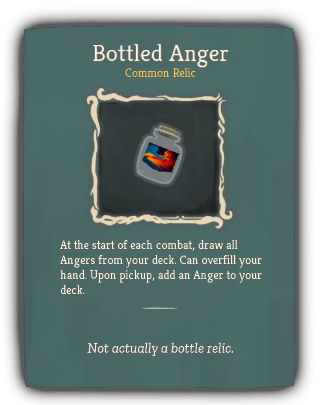 Bottled Anger
Common Relic
At the start of each combat, draw all
Angers from your deck. Can overfill your
hand. Upon pickup, add an Anger to your
deck.
Not actually a bottle relic.